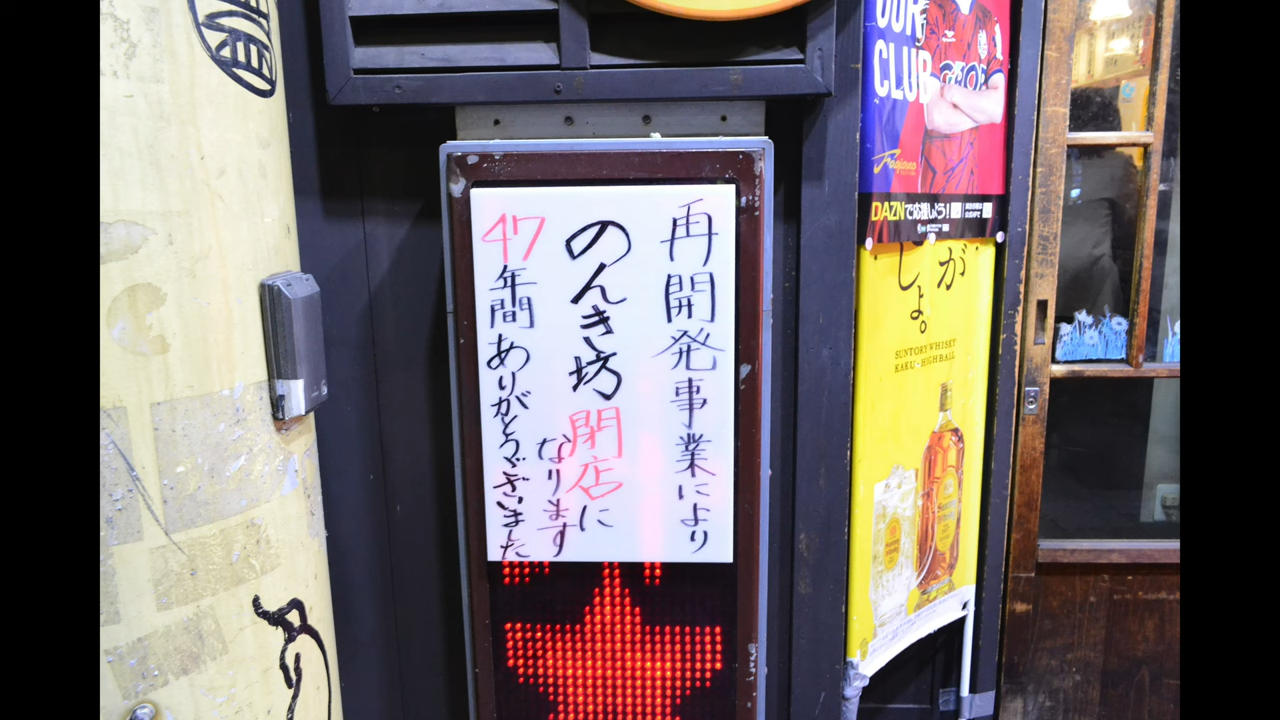 再開発事業により
のんき坊閉店に
なります
47年間ありがとうございました
OUR
CLUB
Fagiano
DAZNで応援しよう!
が
しょ。
SUNTORY WHISKY
KAKU-HIGHBALL